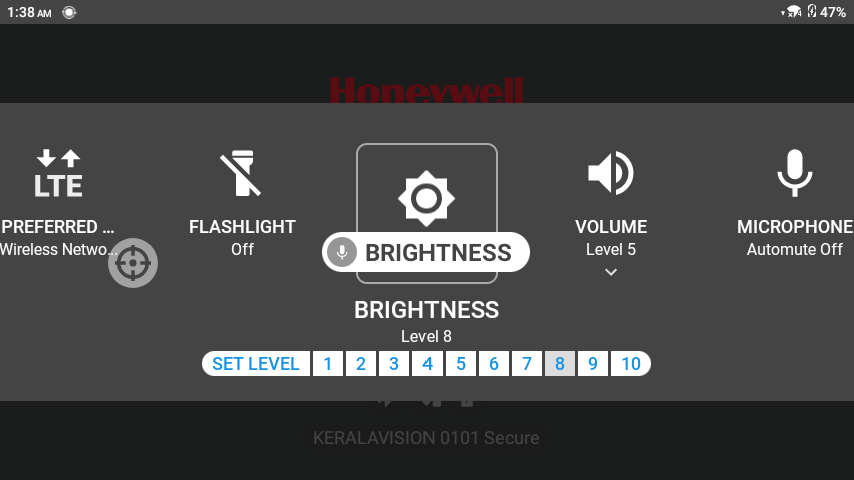 1:38 AM
47%
Honeywell
LTE
PREFERRED ...
Wireless Netwo...
FLASHLIGHT
Off
BRIGHTNESS
VOLUME
Level 5
MICROPHONE
Automute Off
BRIGHTNESS
Level 8
SET LEVEL 1 2 3 4 5 6 7 8 9 10
KERALAVISION 0101 Secure